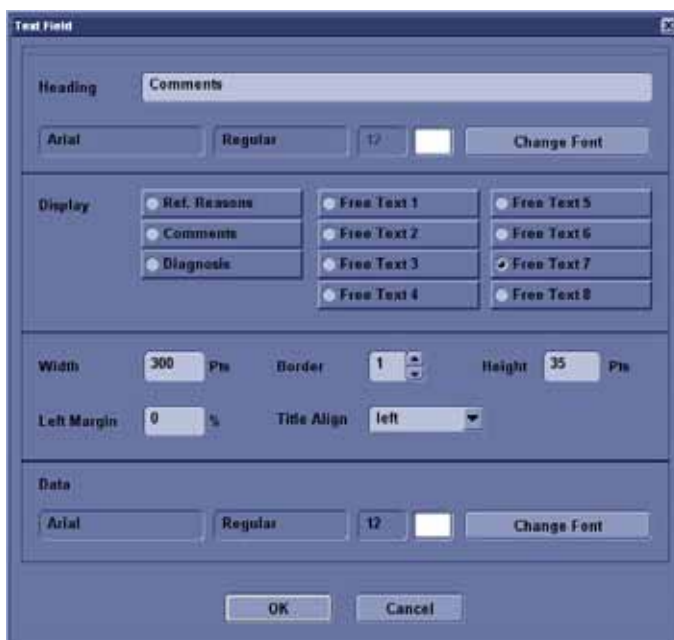 Text Field
Heading Comments
Arial Regular 12 Change Font
Display Ref. Reasons Free Text 1 Free Text 5
Comments Free Text 2 Free Text 6
Diagnosis Free Text 3 Free Text 7
Free Text 4 Free Text 8
Width 300 Pts Border 1 Height 35 Pts
Left Margin 0 % Title Align left
Data
Arial Regular 12 Change Font
OK Cancel